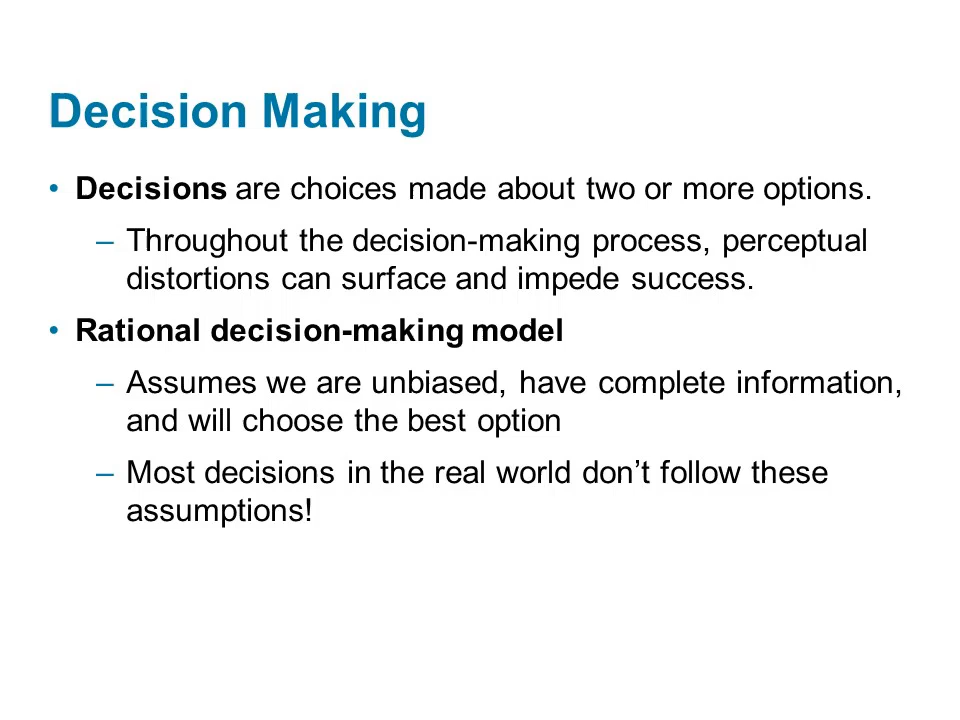 Decision Making
• Decisions are choices made about two or more options.
– Throughout the decision-making process, perceptual
distortions can surface and impede success.
• Rational decision-making model
– Assumes we are unbiased, have complete information,
and will choose the best option
– Most decisions in the real world don’t follow these
assumptions!